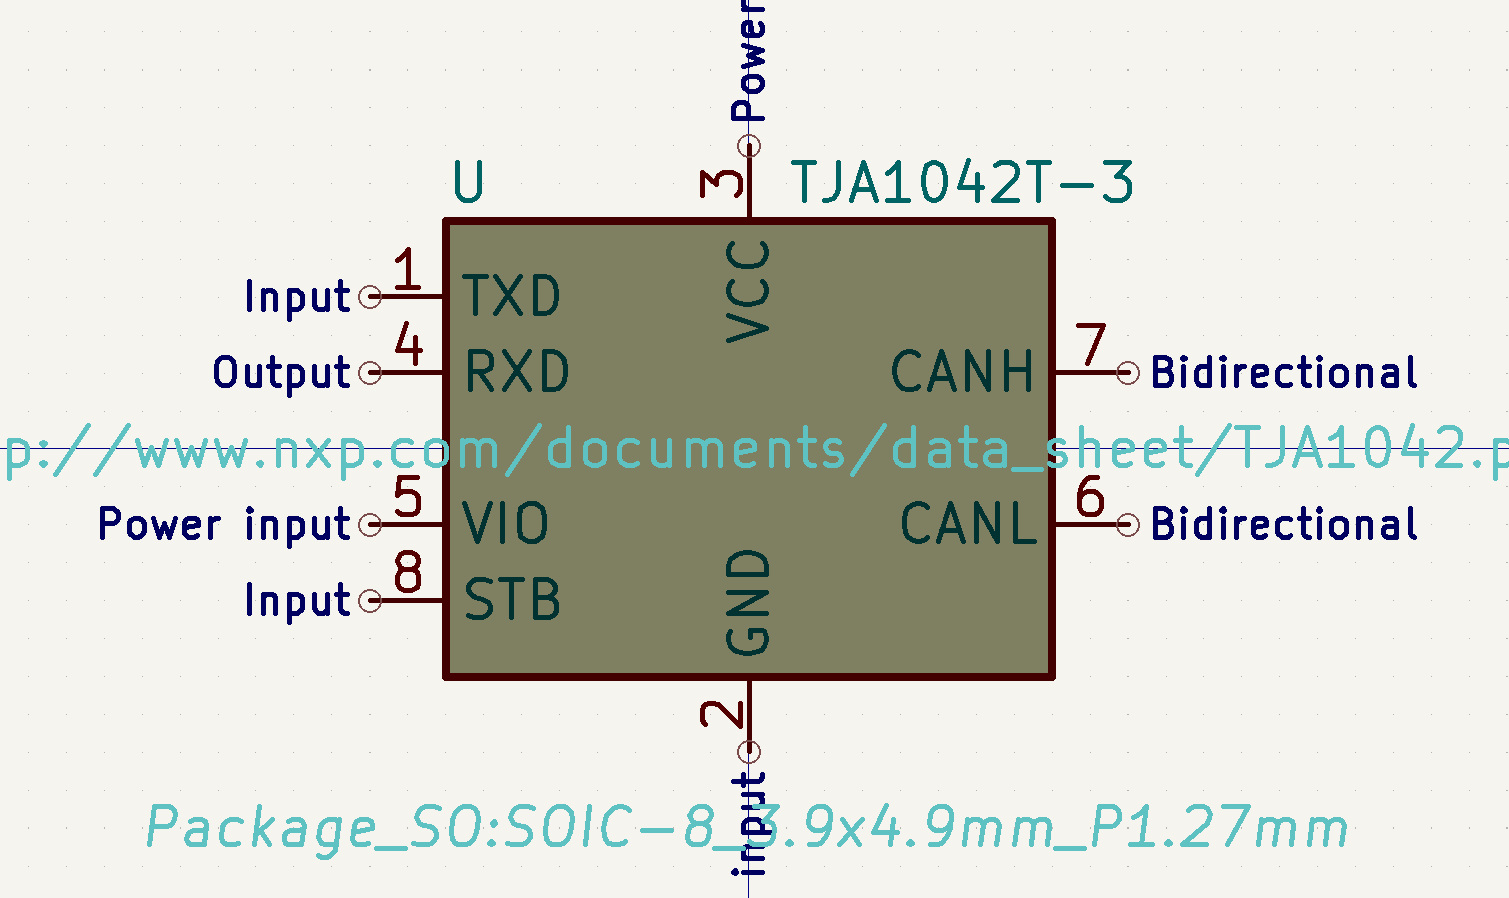 Power
U
3
TJA1042T-3
VCC
Input
1
TXD
Output
4
RXD
CANH
7
Bidirectional
p://www.nxp.com/documents/data_sheet/TJA1042.p
Power input
5
VIO
CANL
6
Bidirectional
Input
8
STB
GND
2
input
Package_SO:SOIC-8_3.9x4.9mm_P1.27mm